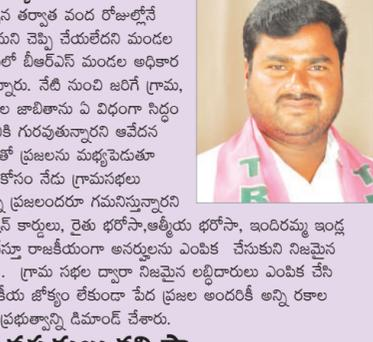 న తర్వాత వంద రోజుల్లోనే
మని చెప్పి చేయలేదని మండల
లో బీఆర్ఎస్ మండల అధికార
్నారు. నేటి నుంచి జరిగే గ్రామ,
ల జాబితాను ఏ విధంగా సిద్ధం
కి గురవుతున్నారని ఆవేదన
తో ప్రజలను మభ్యపెడుతూ
కోసం నేడు గ్రామసభలు
్ని ప్రజలందరూ గమనిస్తున్నారని
న్ కార్డులు, రైతు భరోసా,ఆత్మీయ భరోసా, ఇందిరమ్మ ఇండ్ల
స్తూ రాజకీయంగా అనర్హులను ఎంపిక చేసుకుని నిజమైన
. గ్రామ సభల ద్వారా నిజమైన లబ్ధిదారులు ఎంపిక చేసి
కీయ జోక్యం లేకుండా పేద ప్రజల అందరికీ అన్ని రకాల
ప్రభుత్వాన్ని డిమాండ్ చేశారు.
T
R
T
R